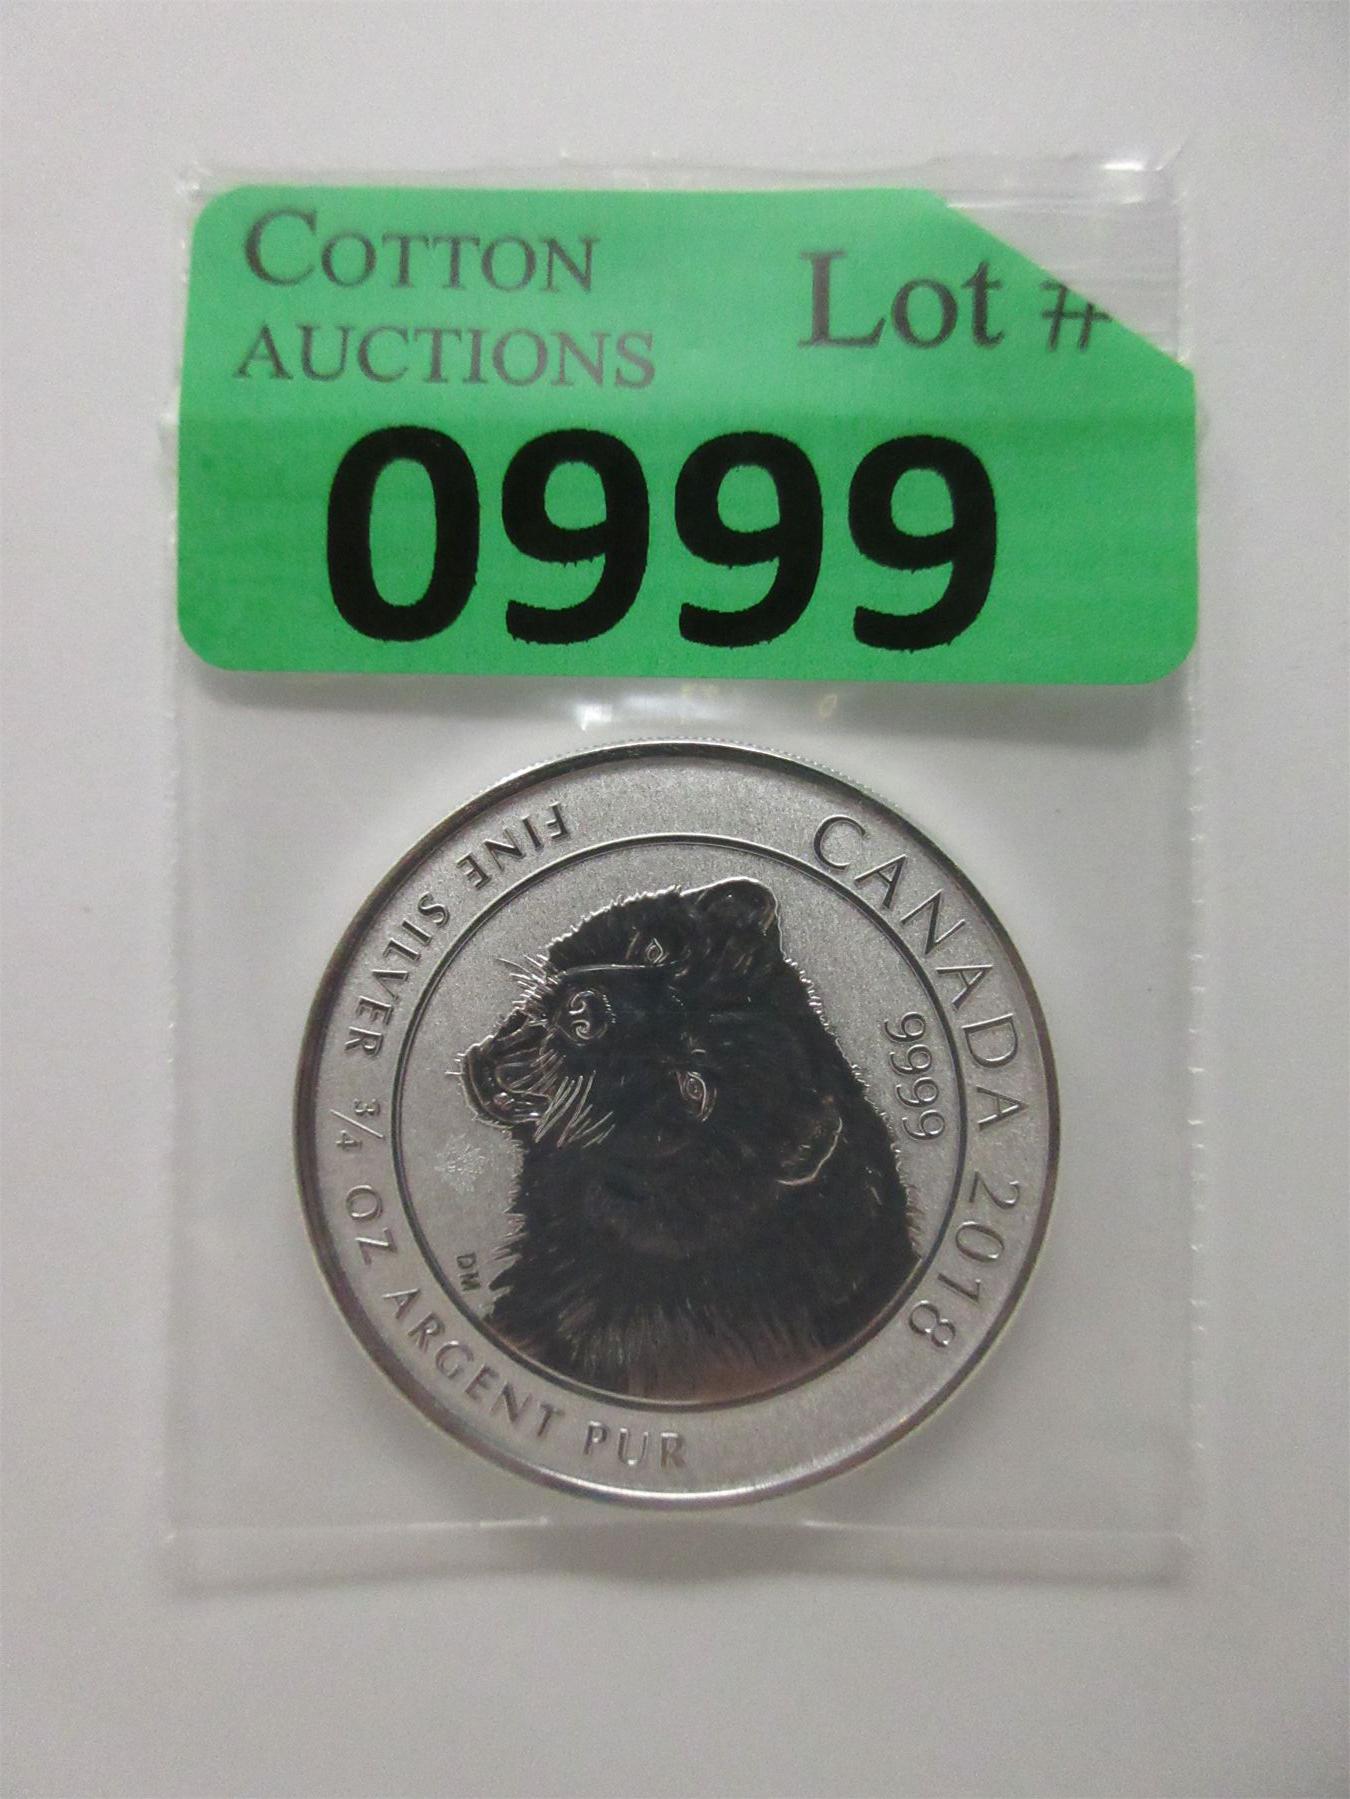 COTTON
AUCTIONS
Lot #
0999
CANADA 2018
9999
FINE SILVER 3/4 OZ ARGENT PUR
DM